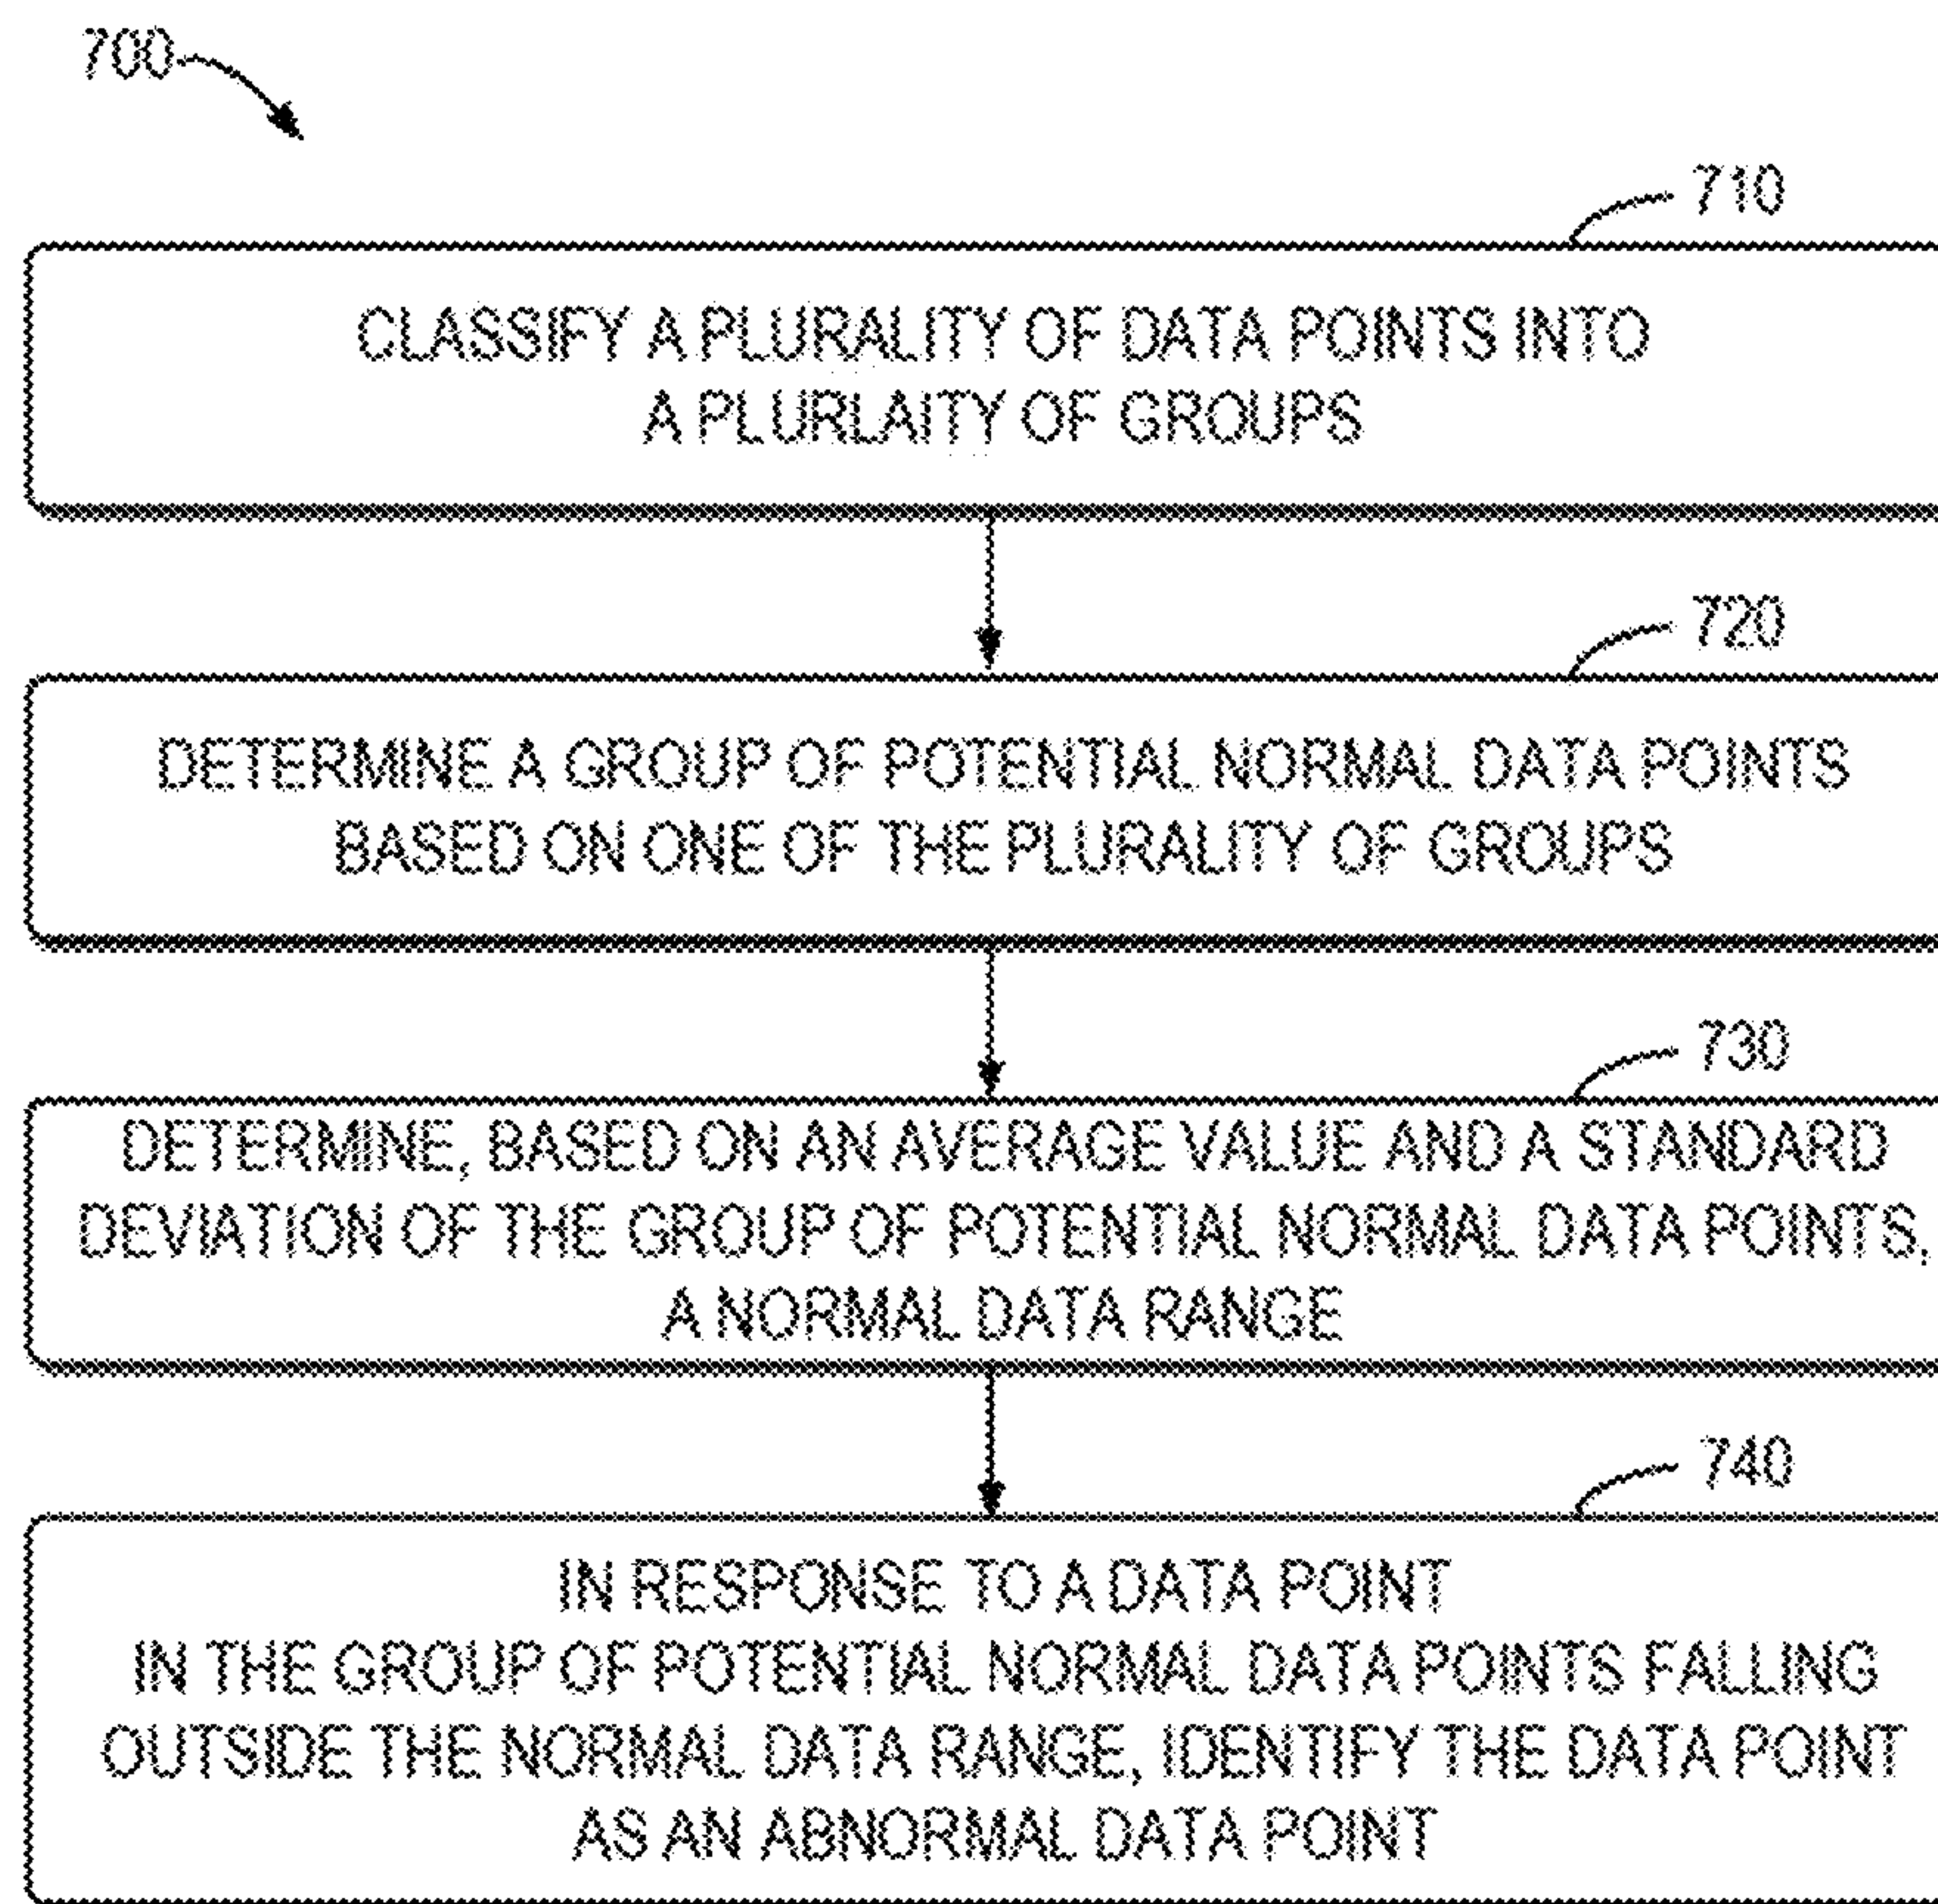 700
710
CLASSIFY A PLURALITY OF DATA POINTS INTO
A PLURLAITY OF GROUPS
720
DETERMINE A GROUP OF POTENTIAL NORMAL DATA POINTS
BASED ON ONE OF THE PLURALITY OF GROUPS
730
DETERMINE, BASED ON AN AVERAGE VALUE AND A STANDARD
DEVIATION OF THE GROUP OF POTENTIAL NORMAL DATA POINTS,
A NORMAL DATA RANGE
740
IN RESPONSE TO A DATA POINT
IN THE GROUP OF POTENTIAL NORMAL DATA POINTS FALLING
OUTSIDE THE NORMAL DATA RANGE, IDENTIFY THE DATA POINT
AS AN ABNORMAL DATA POINT